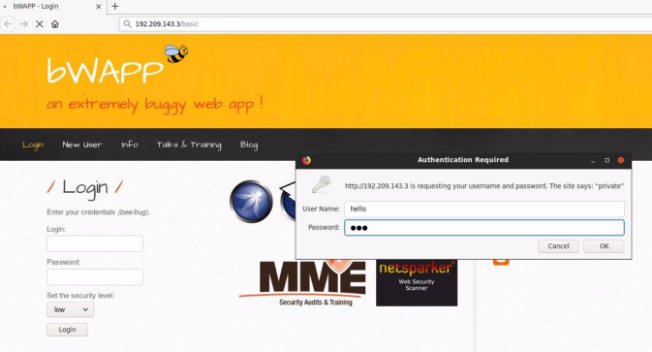 bWAPP - Login
192.209.143.3/basic
bWAPP
an extremely buggy web app !
Login New User Info Talks & Training Blog
Authentication Required
http://192.209.143.3 is requesting your username and password. The site says: "private"
User Name: hello
Password: ●●●
Cancel OK
/ Login /
Enter your credentials (bee/bug).
Login:
Password:
Set the security level:
low
Login
MME
Security Audits & Training
netsparker
Web Security
Scanner